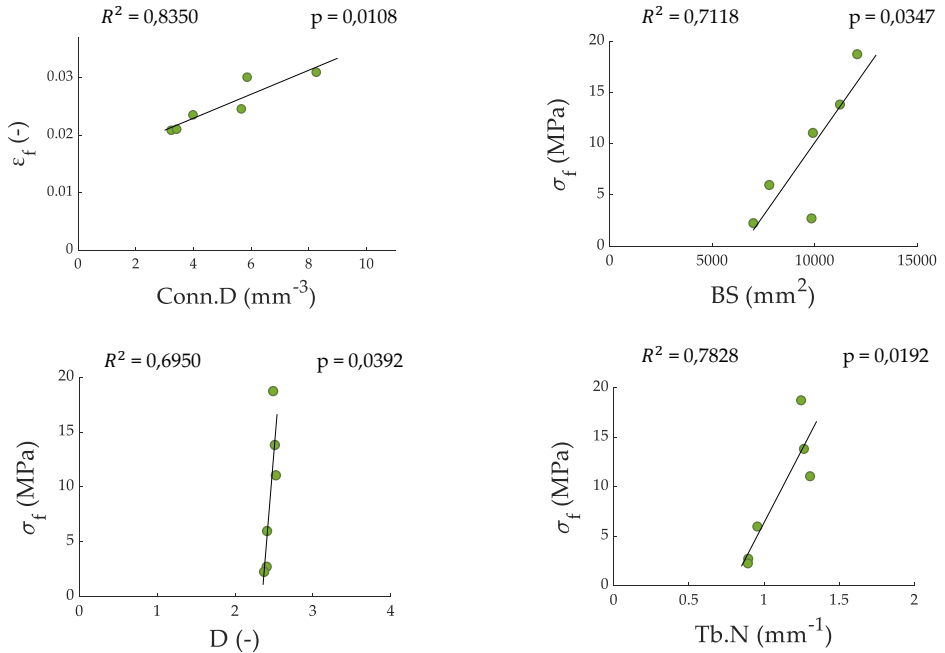 R² = 0,8350 p = 0,0108
0.03
0.02
0.01
0
ε_f (-)
0 2 4 6 8 10
Conn.D (mm⁻³)
R² = 0,7118 p = 0,0347
20
15
10
5
0
σ_f (MPa)
0 5000 10000 15000
BS (mm²)
R² = 0,6950 p = 0,0392
20
15
10
5
0
σ_f (MPa)
0 1 2 3 4
D (-)
R² = 0,7828 p = 0,0192
20
15
10
5
0
σ_f (MPa)
0 0.5 1 1.5 2
Tb.N (mm⁻¹)